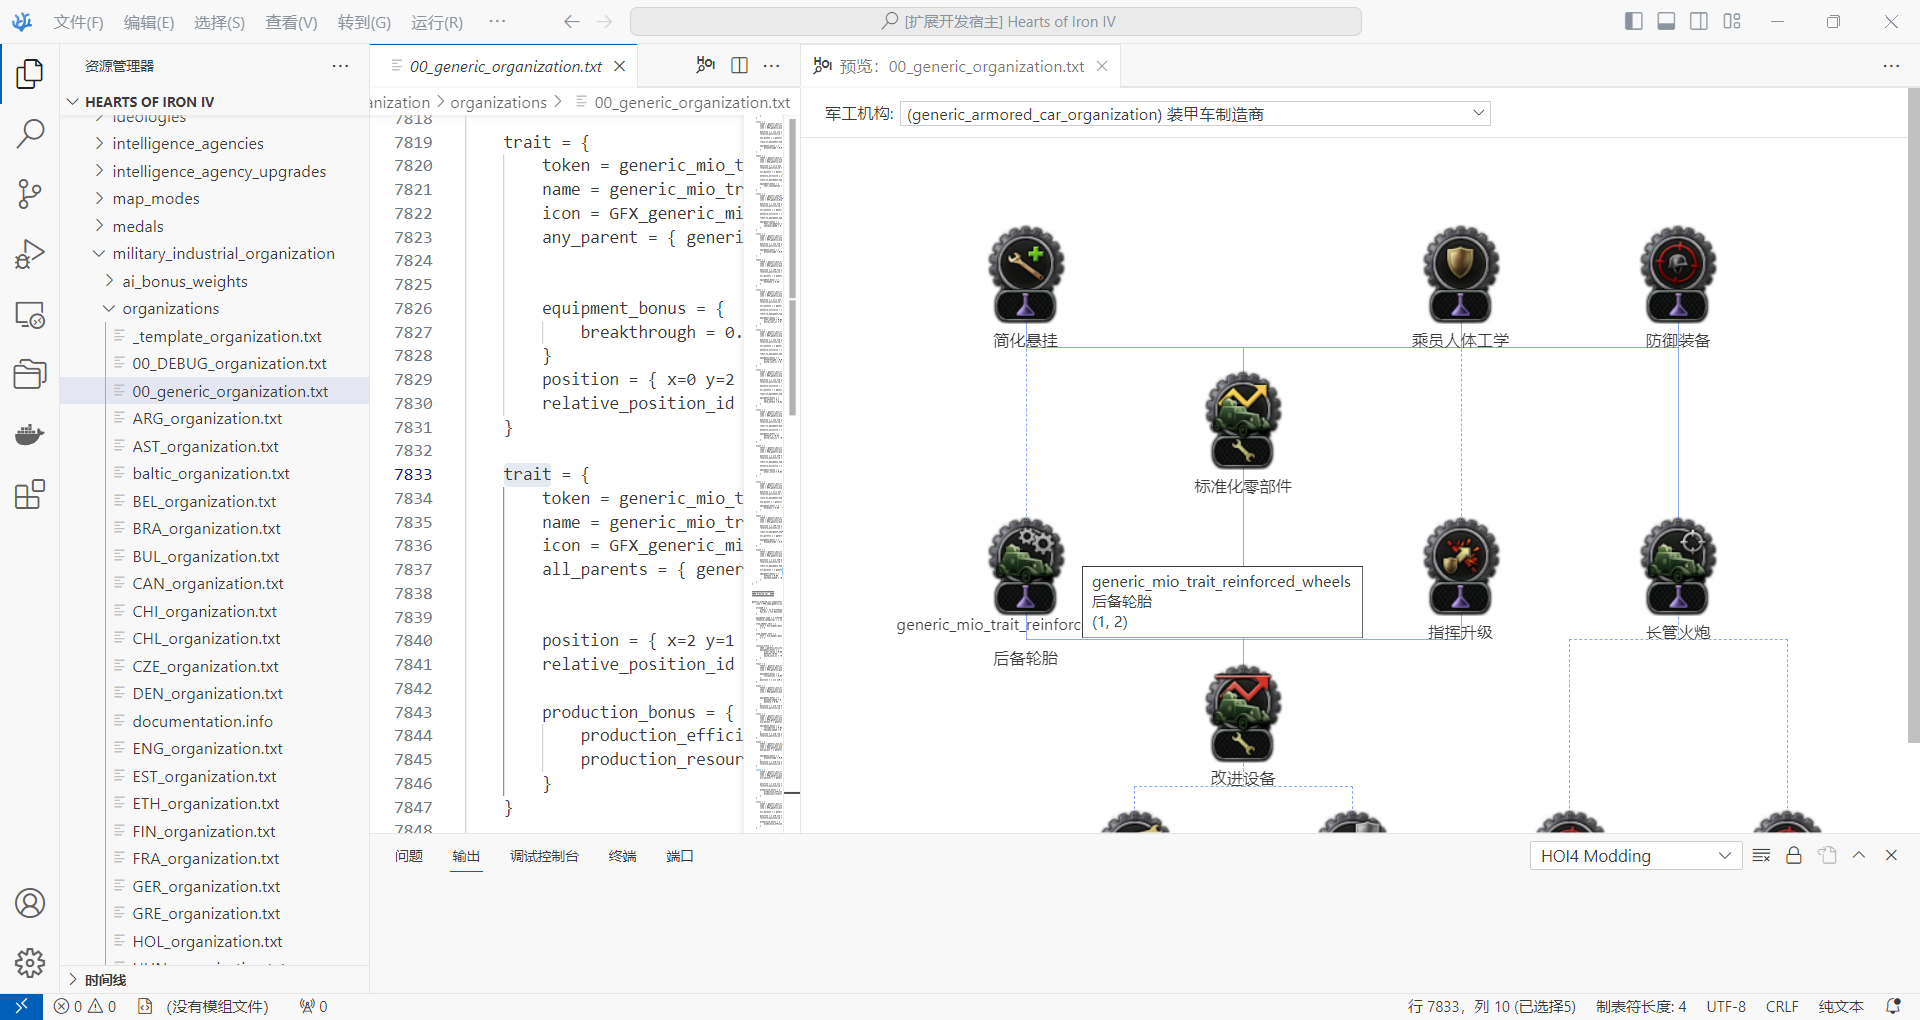 文件(F) 编辑(E) 选择(S) 查看(V) 转到(G) 运行(R) ··· [扩展开发宿主] Hearts of Iron IV
资源管理器
HEARTS OF IRON IV
ideologies
intelligence_agencies
intelligence_agency_upgrades
map_modes
medals
military_industrial_organization
ai_bonus_weights
organizations
_template_organization.txt
00_DEBUG_organization.txt
00_generic_organization.txt
ARG_organization.txt
AST_organization.txt
baltic_organization.txt
BEL_organization.txt
BRA_organization.txt
BUL_organization.txt
CAN_organization.txt
CHI_organization.txt
CHL_organization.txt
CZE_organization.txt
DEN_organization.txt
documentation.info
ENG_organization.txt
EST_organization.txt
ETH_organization.txt
FIN_organization.txt
FRA_organization.txt
GER_organization.txt
GRE_organization.txt
HOL_organization.txt
时间线
00_generic_organization.txt
HOI
anization > organizations > 00_generic_organization.txt
7818
7819 trait = {
7820 token = generic_mio_t
7821 name = generic_mio_tr
7822 icon = GFX_generic_mi
7823 any_parent = { generi
7824
7825
7826 equipment_bonus = {
7827 breakthrough = 0.
7828 }
7829 position = { x=0 y=2
7830 relative_position_id
7831 }
7832
7833 trait = {
7834 token = generic_mio_t
7835 name = generic_mio_tr
7836 icon = GFX_generic_mi
7837 all_parents = { gener
7838
7839
7840 position = { x=2 y=1
7841 relative_position_id
7842
7843 production_bonus = {
7844 production_effici
7845 production_resour
7846 }
7847 }
7848
HOI 预览: 00_generic_organization.txt
军工机构: (generic_armored_car_organization) 装甲车制造商
简化悬挂
乘员人体工学
防御装备
标准化零部件
generic_mio_trait_reinforc
后备轮胎
generic_mio_trait_reinforced_wheels
后备轮胎
(1, 2)
指挥升级
长管火炮
改进设备
问题 输出 调试控制台 终端 端口
HOI4 Modding
0 0 (没有模组文件) 0
行 7833, 列 10 (已选择5) 制表符长度: 4 UTF-8 CRLF 纯文本